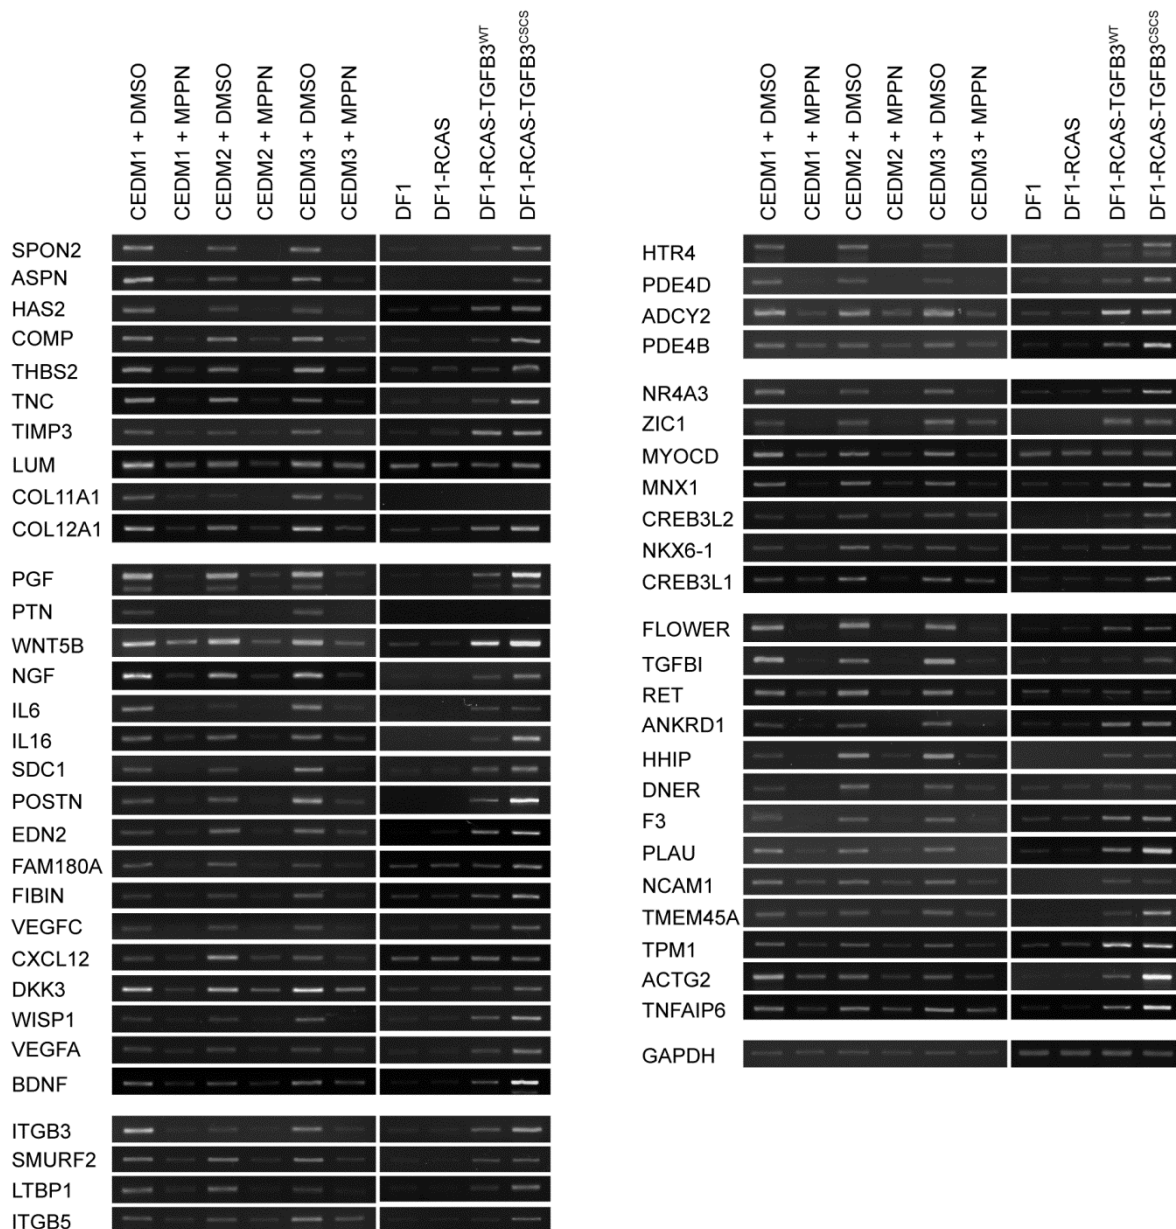 CEDM1 + DMSO
CEDM1 + MPPN
CEDM2 + DMSO
CEDM2 + MPPN
CEDM3 + DMSO
CEDM3 + MPPN
DF1
DF1-RCAS
DF1-RCAS-TGFB3WT
DF1-RCAS-TGFB3CSCS
SPON2
ASPN
HAS2
COMP
THBS2
TNC
TIMP3
LUM
COL11A1
COL12A1
PGF
PTN
WNT5B
NGF
IL6
IL16
SDC1
POSTN
EDN2
FAM180A
FIBIN
VEGFC
CXCL12
DKK3
WISP1
VEGFA
BDNF
ITGB3
SMURF2
LTBP1
ITGB5
CEDM1 + DMSO
CEDM1 + MPPN
CEDM2 + DMSO
CEDM2 + MPPN
CEDM3 + DMSO
CEDM3 + MPPN
DF1
DF1-RCAS
DF1-RCAS-TGFB3WT
DF1-RCAS-TGFB3CSCS
HTR4
PDE4D
ADCY2
PDE4B
NR4A3
ZIC1
MYOCD
MNX1
CREB3L2
NKX6-1
CREB3L1
FLOWER
TGFBI
RET
ANKRD1
HHIP
DNER
F3
PLAU
NCAM1
TMEM45A
TPM1
ACTG2
TNFAIP6
GAPDH